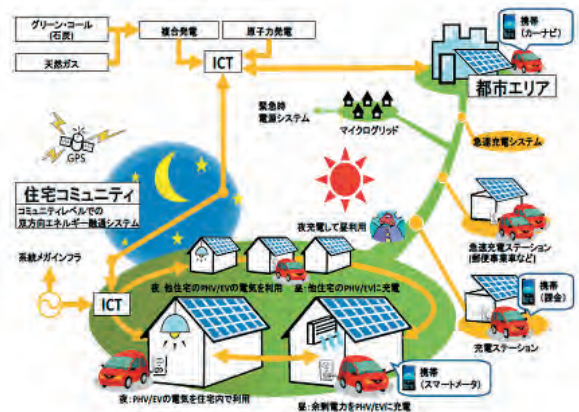 グリーン・コール
(石炭)
天然ガス
複合発電
原子力発電
ICT
携帯
(カーナビ)
都市エリア
緊急時
電源システム
マイクログリッド
急速充電システム
GPS
住宅コミュニティ
コミュニティレベルでの
双方向エネルギー融通システム
夜充電して昼利用
急速充電ステーション
(郵便事業車など)
系統メガインフラ
ICT
夜:他住宅のPHV/EVの電気を利用
昼:他住宅のPHV/EVに充電
携帯
(課金)
充電ステーション
携帯
(スマートメータ)
夜:PHV/EVの電気を住宅内で利用
昼:余剰電力をPHV/EVに充電